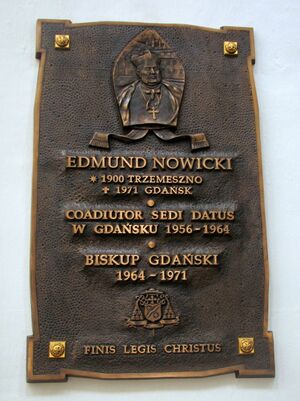 EDMUND NOWICKI
* 1900 TRZEMESZNO
✝ 1971 GDAŃSK
COADIUTOR SEDI DATUS
W GDAŃSKU 1956-1964
BISKUP GDAŃSKI
1964-1971
FINIS LEGIS CHRISTUS